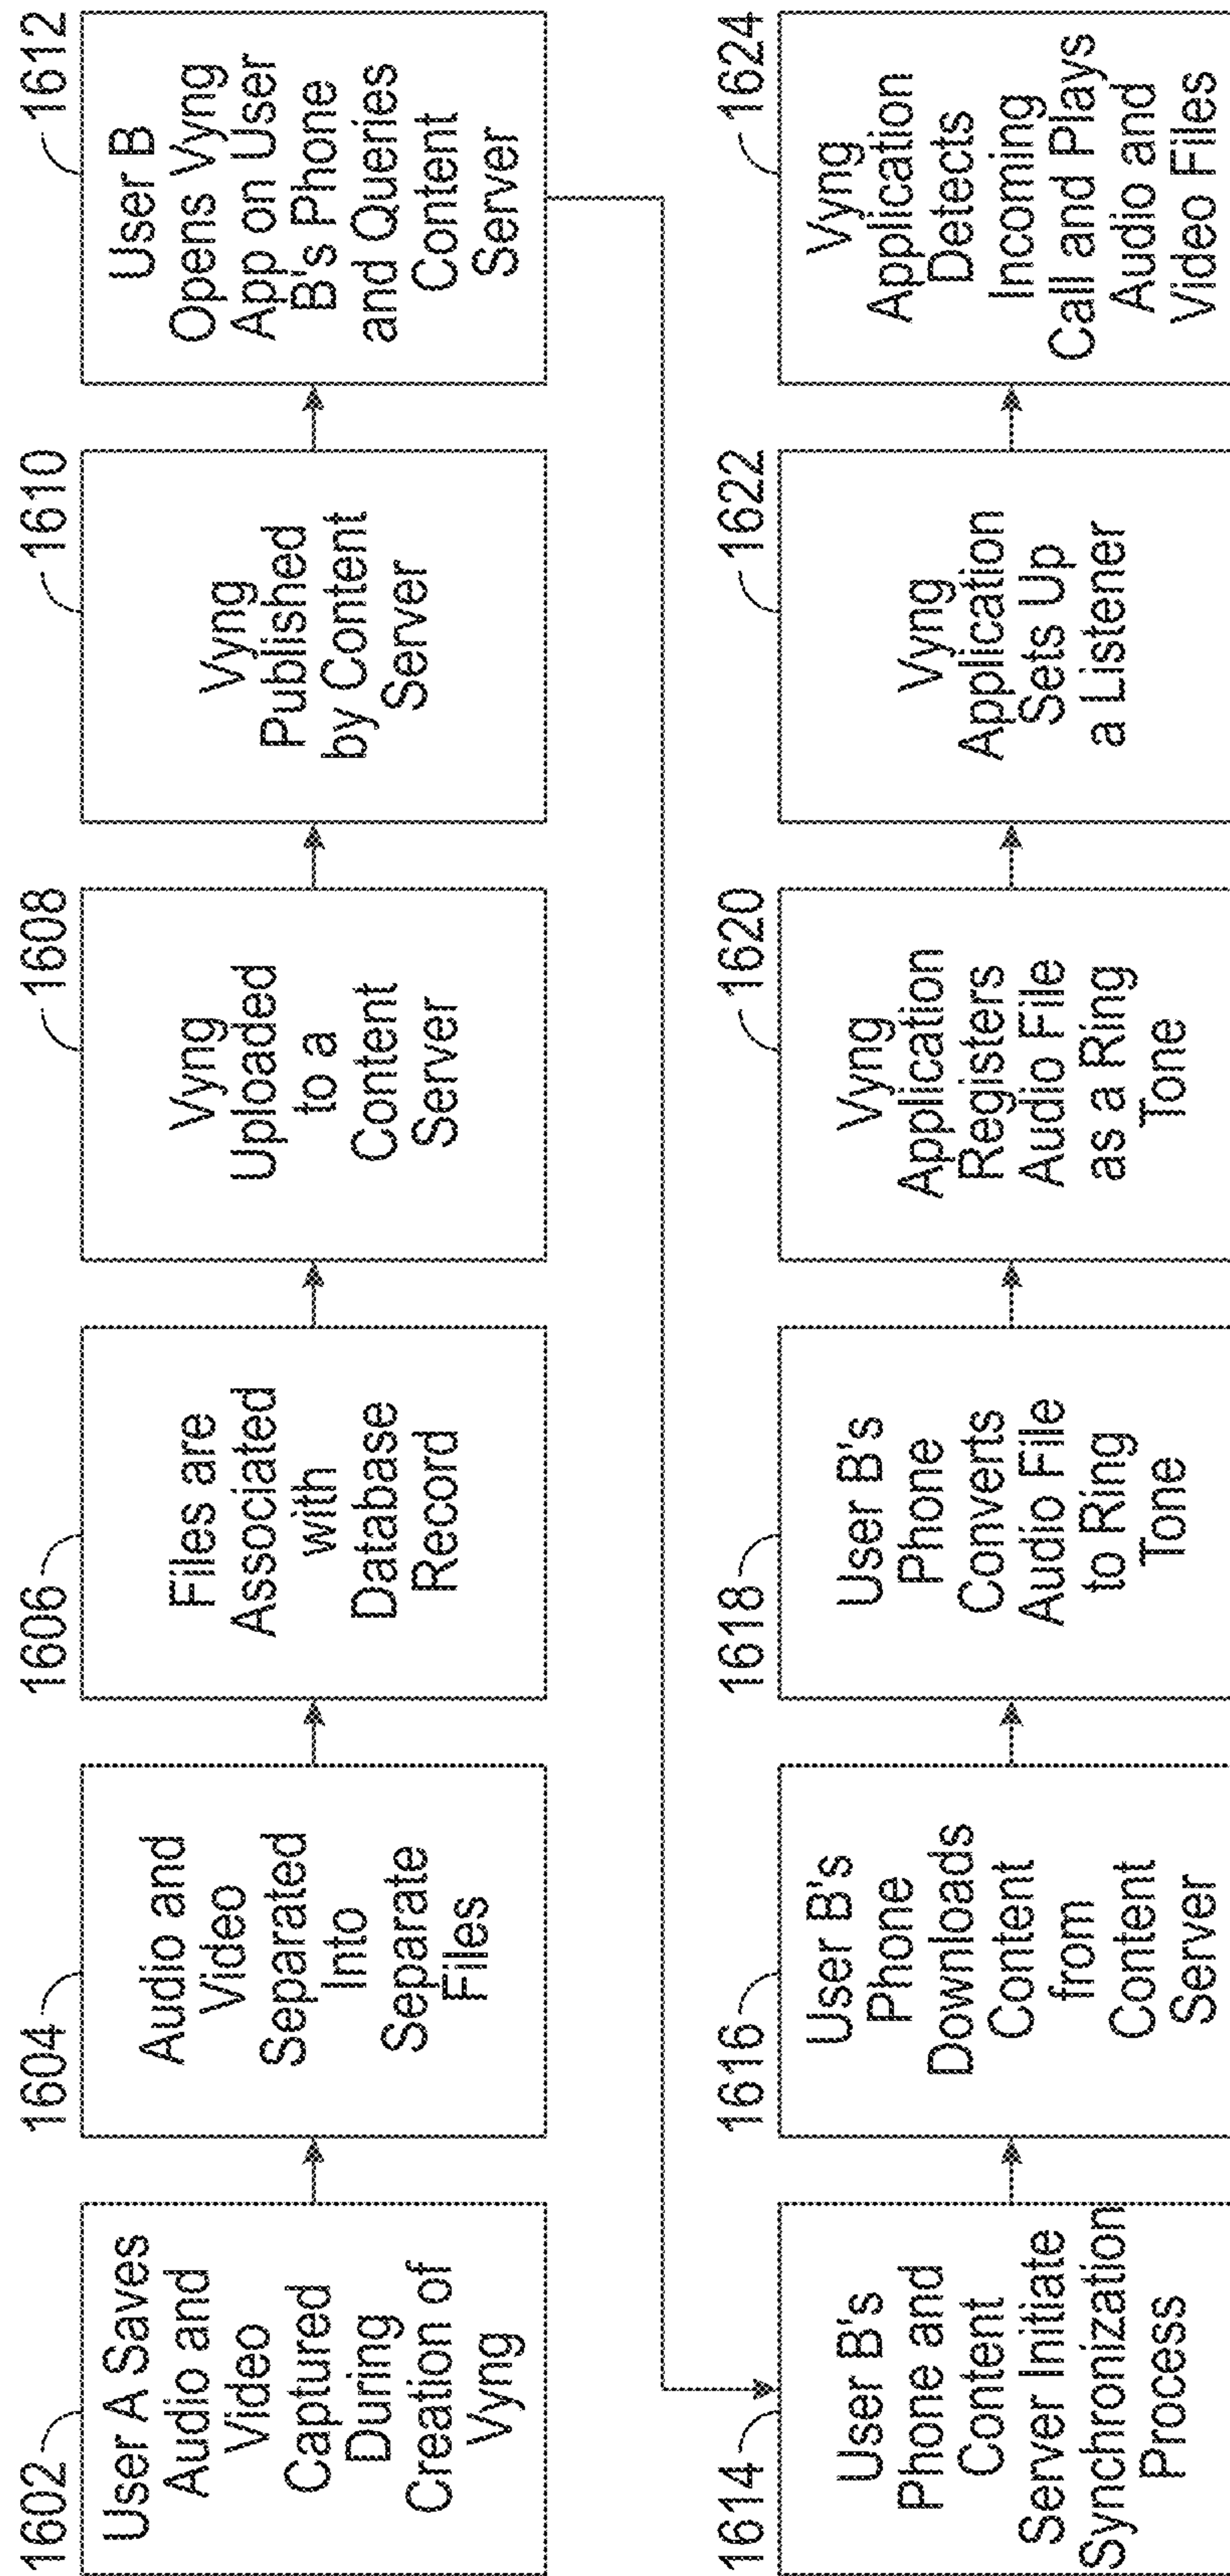 1602
User A Saves
Audio and
Video
Captured
During
Creation of
Vyng
1604
Audio and
Video
Separated
Into
Separate
Files
1606
Files are
Associated
with
Database
Record
1608
Vyng
Uploaded
to a
Content
Server
1610
Vyng
Published
by Content
Server
1612
User B
Opens Vyng
App on User
B's Phone
and Queries
Content
Server
1614
User B's
Phone and
Content
Server Initiate
Synchronization
Process
1616
User B's
Phone
Downloads
Content
from
Content
Server
1618
User B's
Phone
Converts
Audio File
to Ring
Tone
1620
Vyng
Application
Registers
Audio File
as a Ring
Tone
1622
Vyng
Application
Sets Up
a Listener
1624
Vyng
Application
Detects
Incoming
Call and Plays
Audio and
Video Files